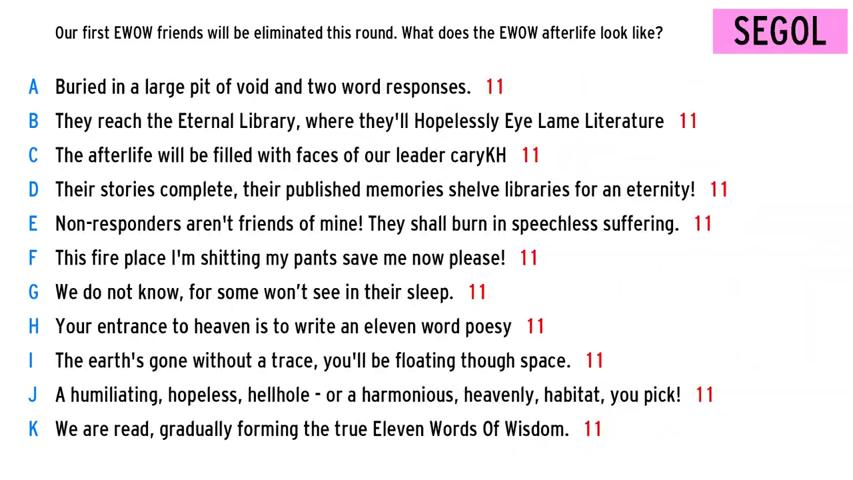 Our first EWOW friends will be eliminated this round. What does the EWOW afterlife look like?
SEGOL
A Buried in a large pit of void and two word responses. 11
B They reach the Eternal Library, where they'll Hopelessly Eye Lame Literature 11
C The afterlife will be filled with faces of our leader caryKH 11
D Their stories complete, their published memories shelve libraries for an eternity! 11
E Non-responders aren't friends of mine! They shall burn in speechless suffering. 11
F This fire place I'm shitting my pants save me now please! 11
G We do not know, for some won’t see in their sleep. 11
H Your entrance to heaven is to write an eleven word poesy 11
I The earth's gone without a trace, you'll be floating though space. 11
J A humiliating, hopeless, hellhole - or a harmonious, heavenly, habitat, you pick! 11
K We are read, gradually forming the true Eleven Words Of Wisdom. 11